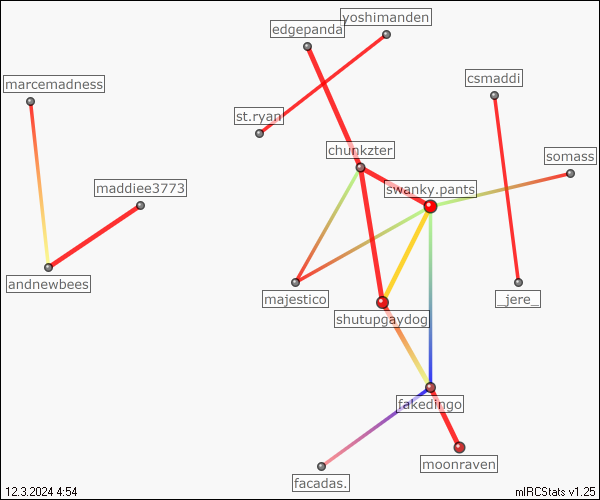 yoshimanden
edgepanda
csmaddi
marcemadness
st.ryan
chunkzter
somass
maddiee3773
swanky.pants
andnewbees
majestico
_jere_
shutupgaydog
fakedingo
moonraven
facadas.
12.3.2024 4:54
mIRCStats v1.25